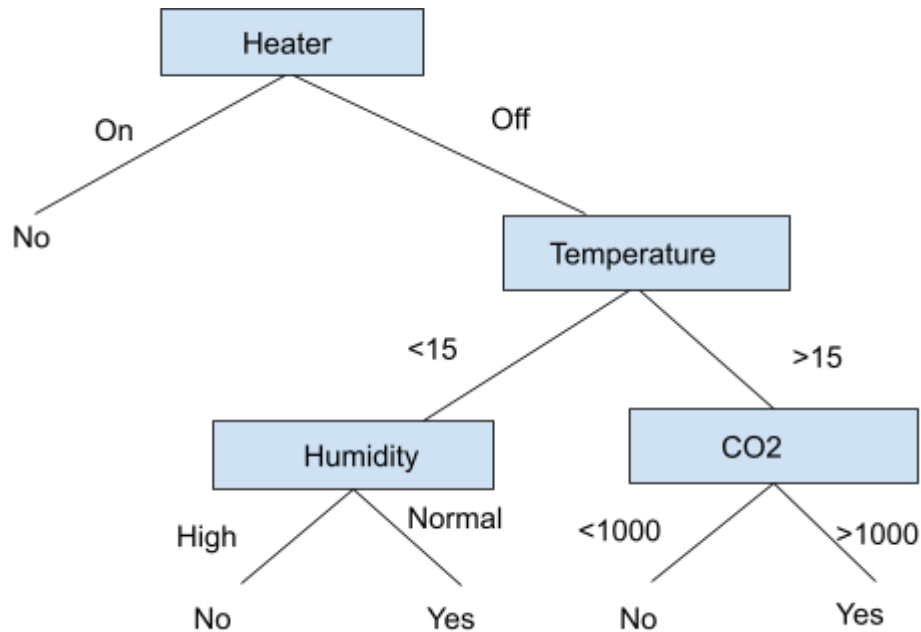 Heater
On
Off
No
Temperature
<15
>15
Humidity
CO2
High
Normal
<1000
>1000
No
Yes
No
Yes